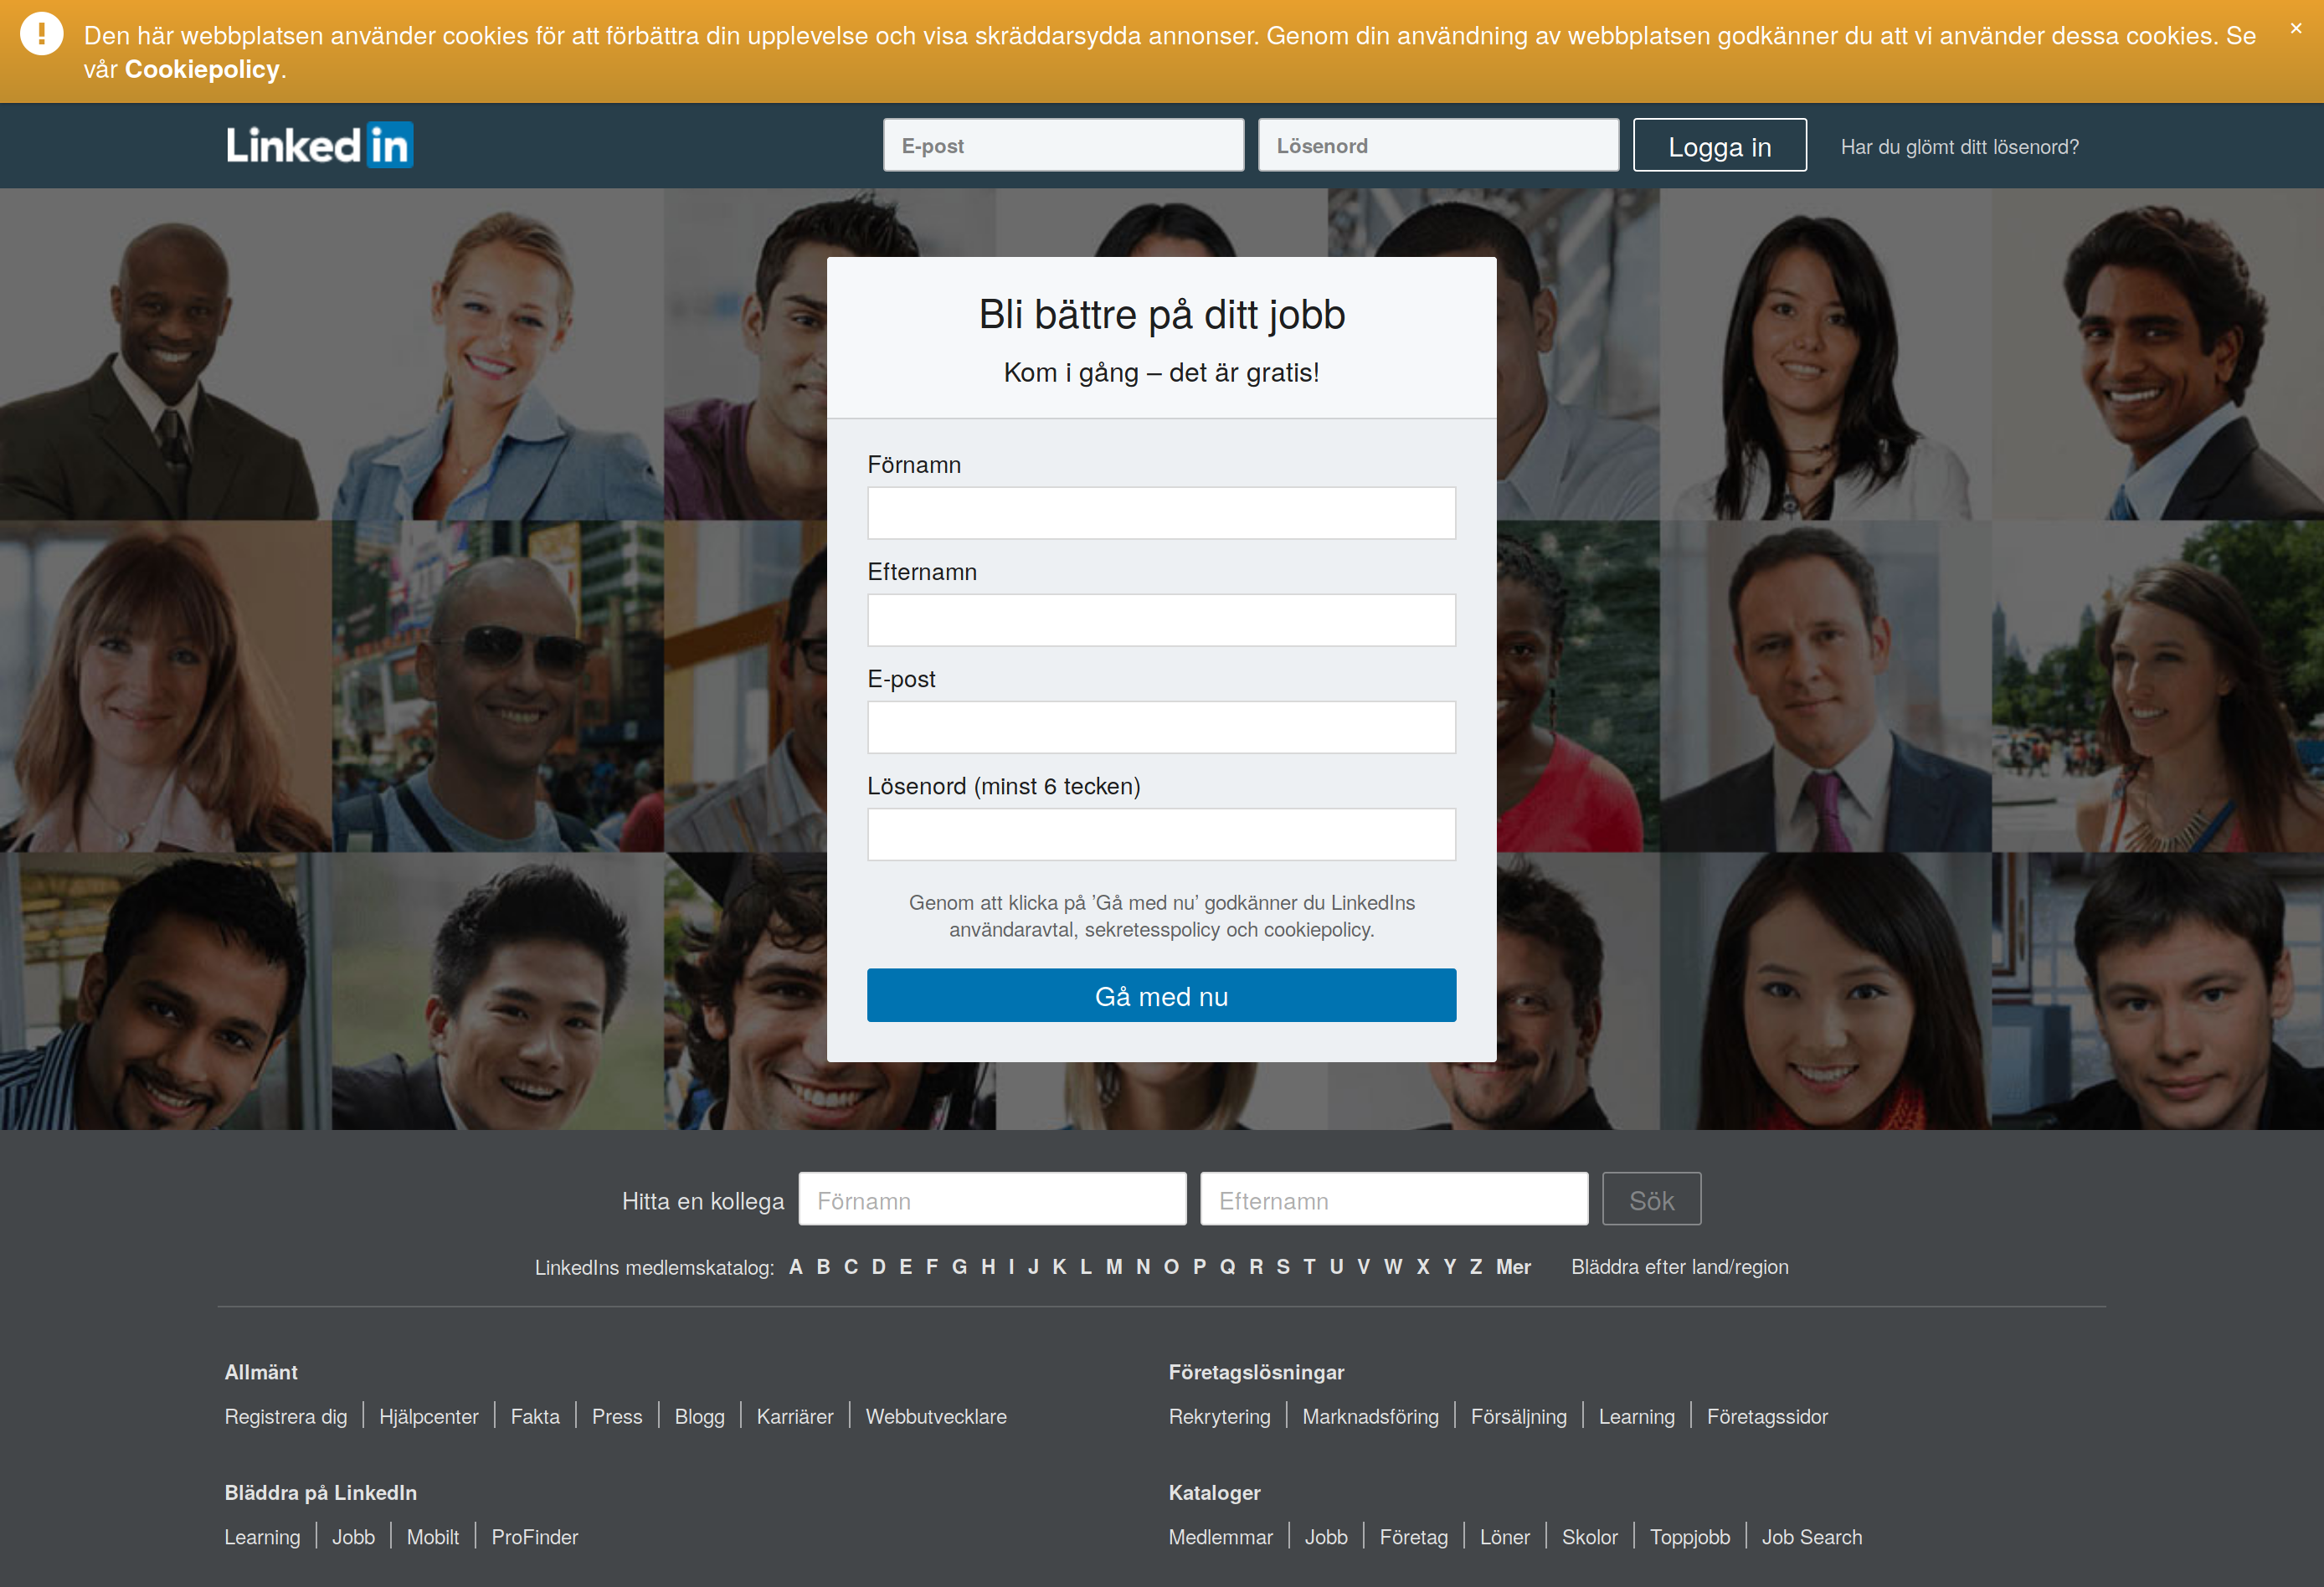 Den här webbplatsen använder cookies för att förbättra din upplevelse och visa skräddarsydda annonser. Genom din användning av webbplatsen godkänner du att vi använder dessa cookies. Se
vår Cookiepolicy.
×
Linked in
E-post
Lösenord
Logga in
Har du glömt ditt lösenord?
Bli bättre på ditt jobb
Kom i gång – det är gratis!
Förnamn
Efternamn
E-post
Lösenord (minst 6 tecken)
Genom att klicka på ’Gå med nu’ godkänner du LinkedIns
användaravtal, sekretesspolicy och cookiepolicy.
Gå med nu
Hitta en kollega
Förnamn
Efternamn
Sök
LinkedIns medlemskatalog: A B C D E F G H I J K L M N O P Q R S T U V W X Y Z Mer Bläddra efter land/region
Allmänt
Registrera dig | Hjälpcenter | Fakta | Press | Blogg | Karriärer | Webbutvecklare
Företagslösningar
Rekrytering | Marknadsföring | Försäljning | Learning | Företagssidor
Bläddra på LinkedIn
Learning | Jobb | Mobilt | ProFinder
Kataloger
Medlemmar | Jobb | Företag | Löner | Skolor | Toppjobb | Job Search